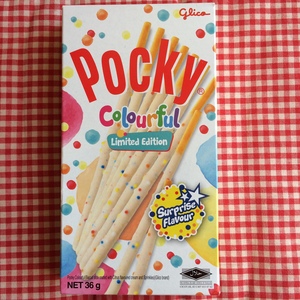 glico
POCKY®
Colourful
Limited Edition
Surprise
Flavour
NET 36 g